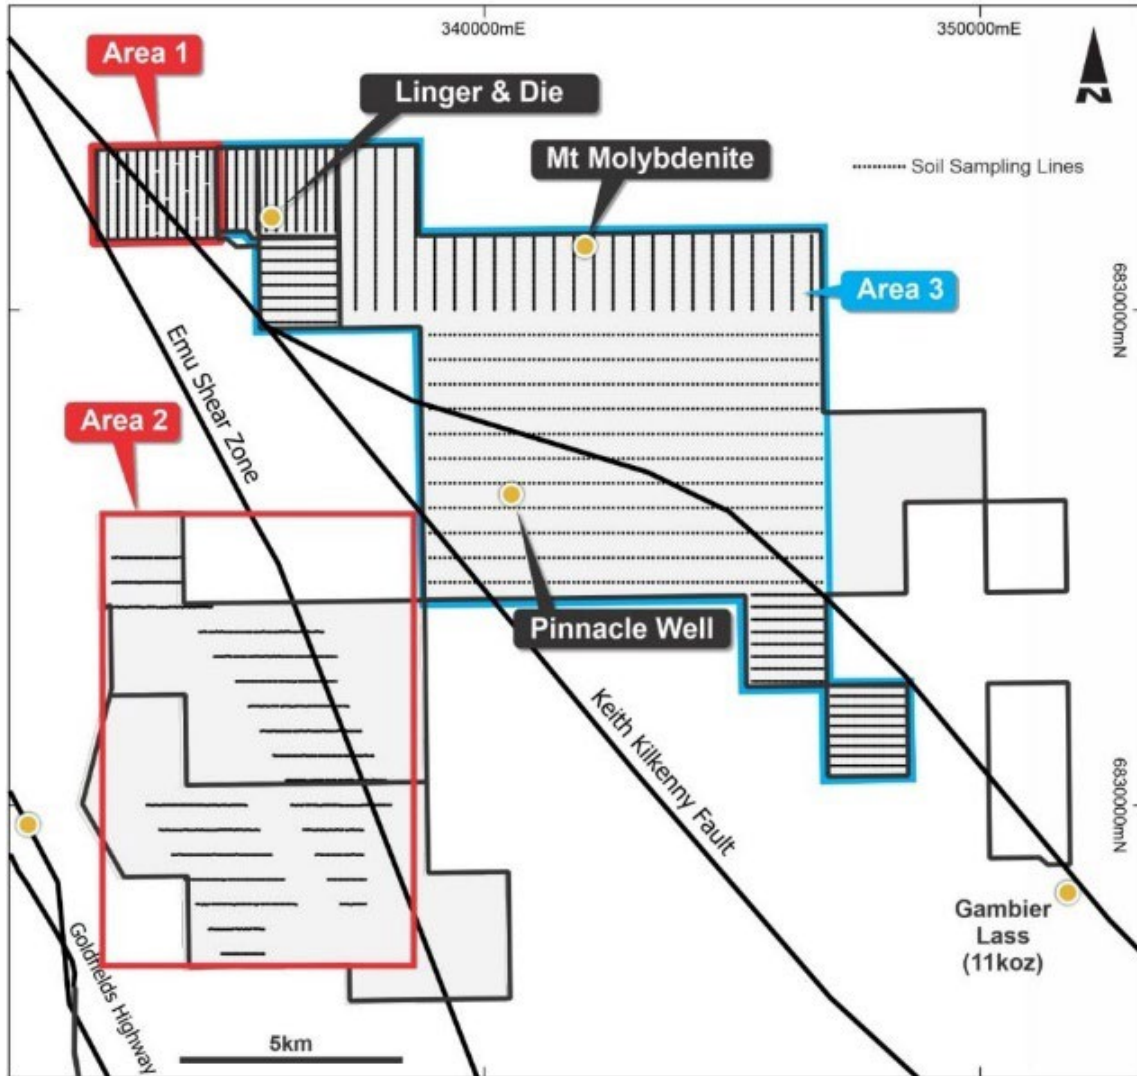 340000mE
350000mE
Area 1
Linger & Die
Mt Molybdenite
N
Soil Sampling Lines
Area 3
6830000mN
Emu Shear Zone
Area 2
Pinnacle Well
Keith Kilkenny Fault
6830000mN
Gambier
Lass
(11koz)
Goldfields Highway
5km